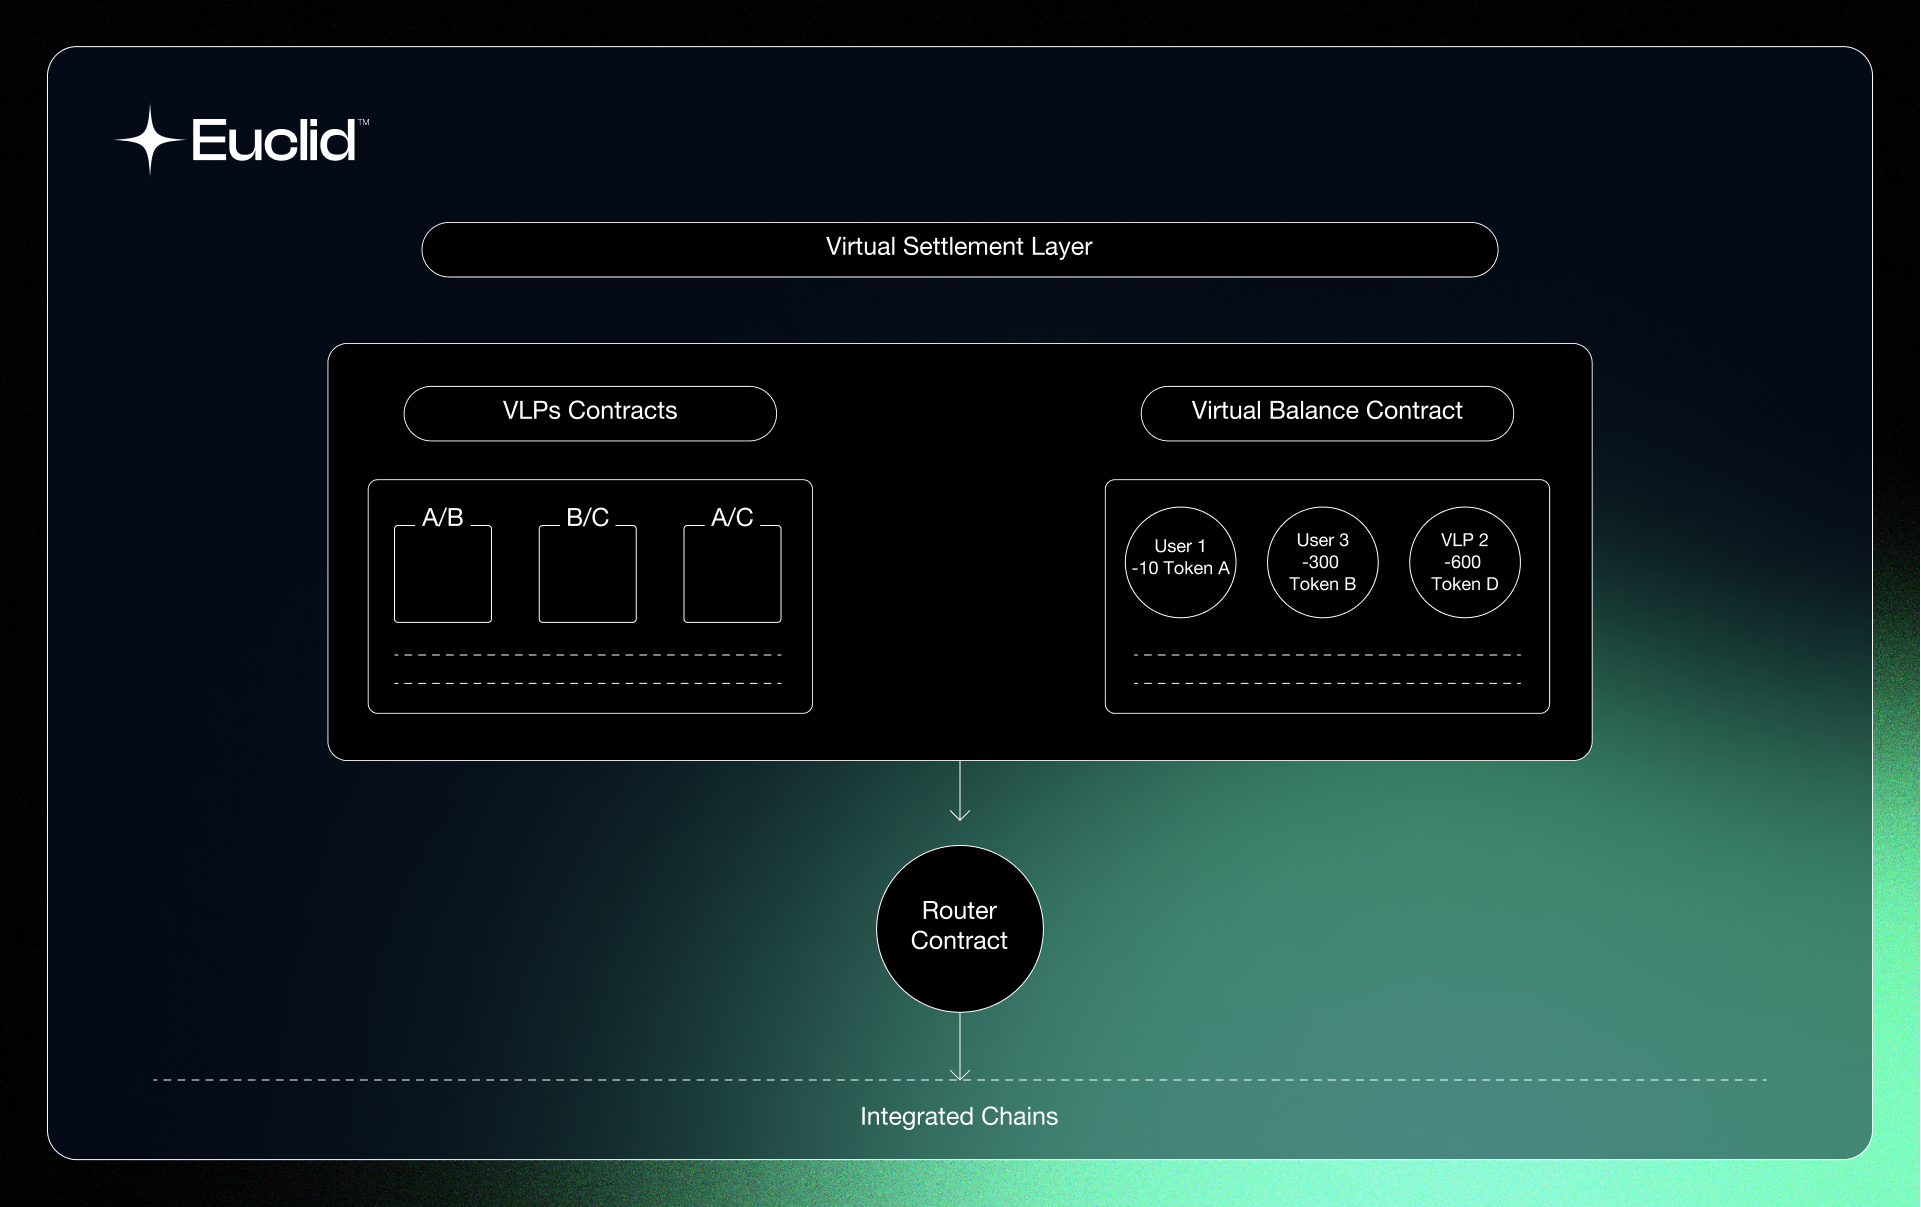 Euclid™
Virtual Settlement Layer
VLPs Contracts
Virtual Balance Contract
A/B
B/C
A/C
User 1
-10 Token A
User 3
-300
Token B
VLP 2
-600
Token D
Router
Contract
Integrated Chains